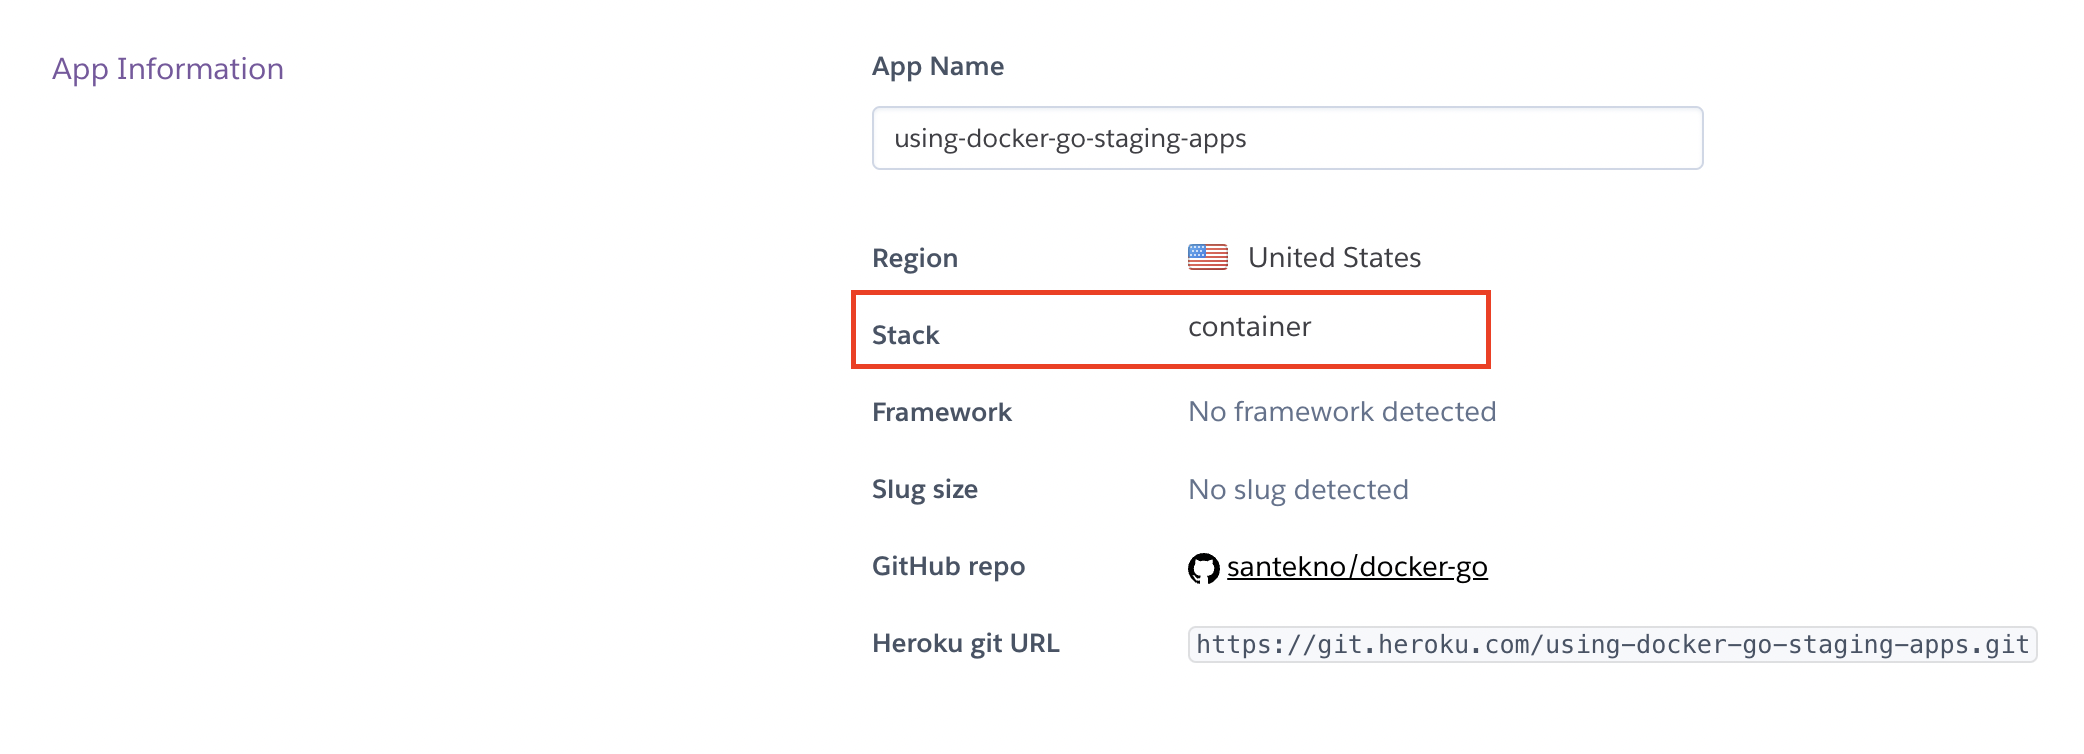 App Information
App Name
using-docker-go-staging-apps
Region United States
Stack container
Framework No framework detected
Slug size No slug detected
GitHub repo santekno/docker-go
Heroku git URL https://git.heroku.com/using-docker-go-staging-apps.git